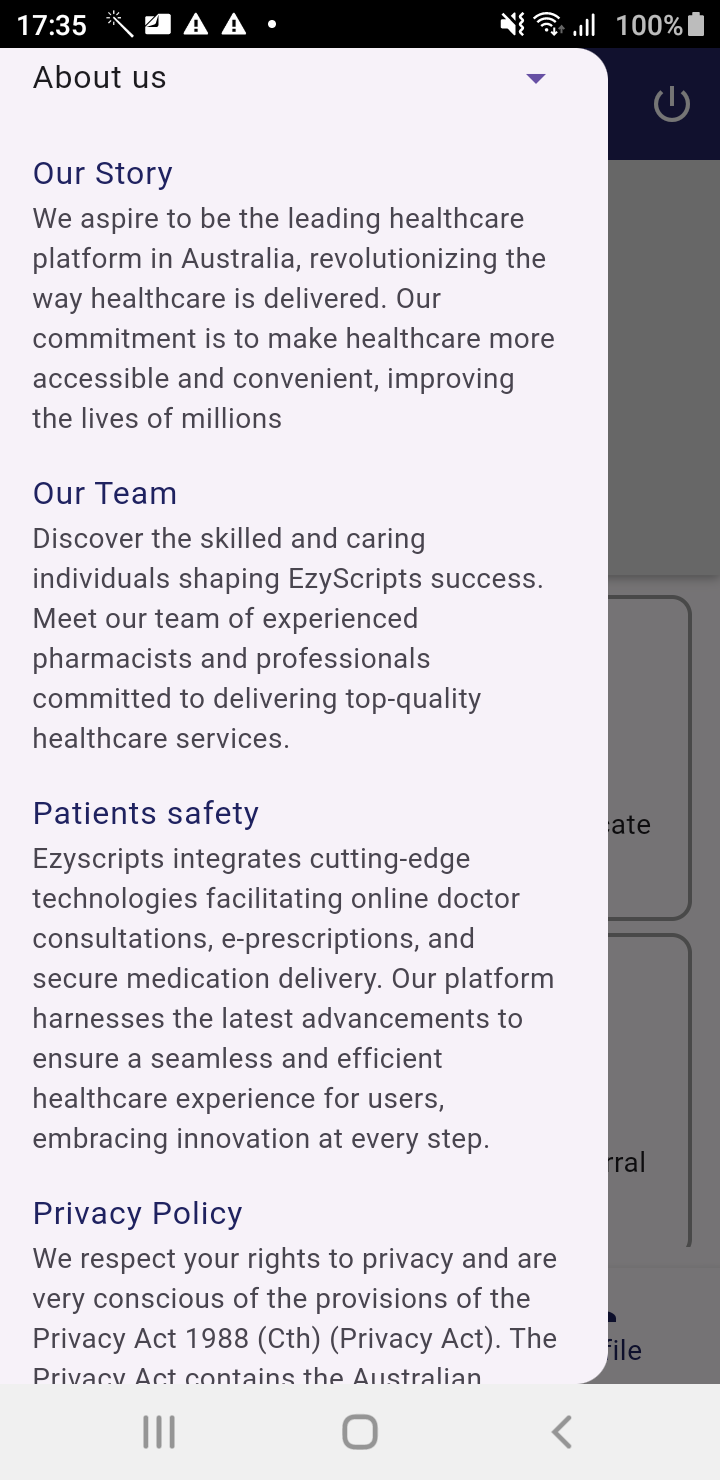 17:35
100%
About us
Our Story
We aspire to be the leading healthcare
platform in Australia, revolutionizing the
way healthcare is delivered. Our
commitment is to make healthcare more
accessible and convenient, improving
the lives of millions
Our Team
Discover the skilled and caring
individuals shaping EzyScripts success.
Meet our team of experienced
pharmacists and professionals
committed to delivering top-quality
healthcare services.
Patients safety
Ezyscripts integrates cutting-edge
technologies facilitating online doctor
consultations, e-prescriptions, and
secure medication delivery. Our platform
harnesses the latest advancements to
ensure a seamless and efficient
healthcare experience for users,
embracing innovation at every step.
Privacy Policy
We respect your rights to privacy and are
very conscious of the provisions of the
Privacy Act 1988 (Cth) (Privacy Act). The
Privacy Act contains the Australian